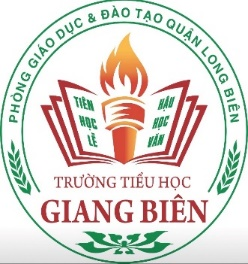 PHÒNG GIÁO DỤC & ĐÀO TẠO QUẬN LONG BIÊN
TIÊN HỌC LỄ
HẬU HỌC VĂN
TRƯỜNG TIỂU HỌC
GIANG BIÊN